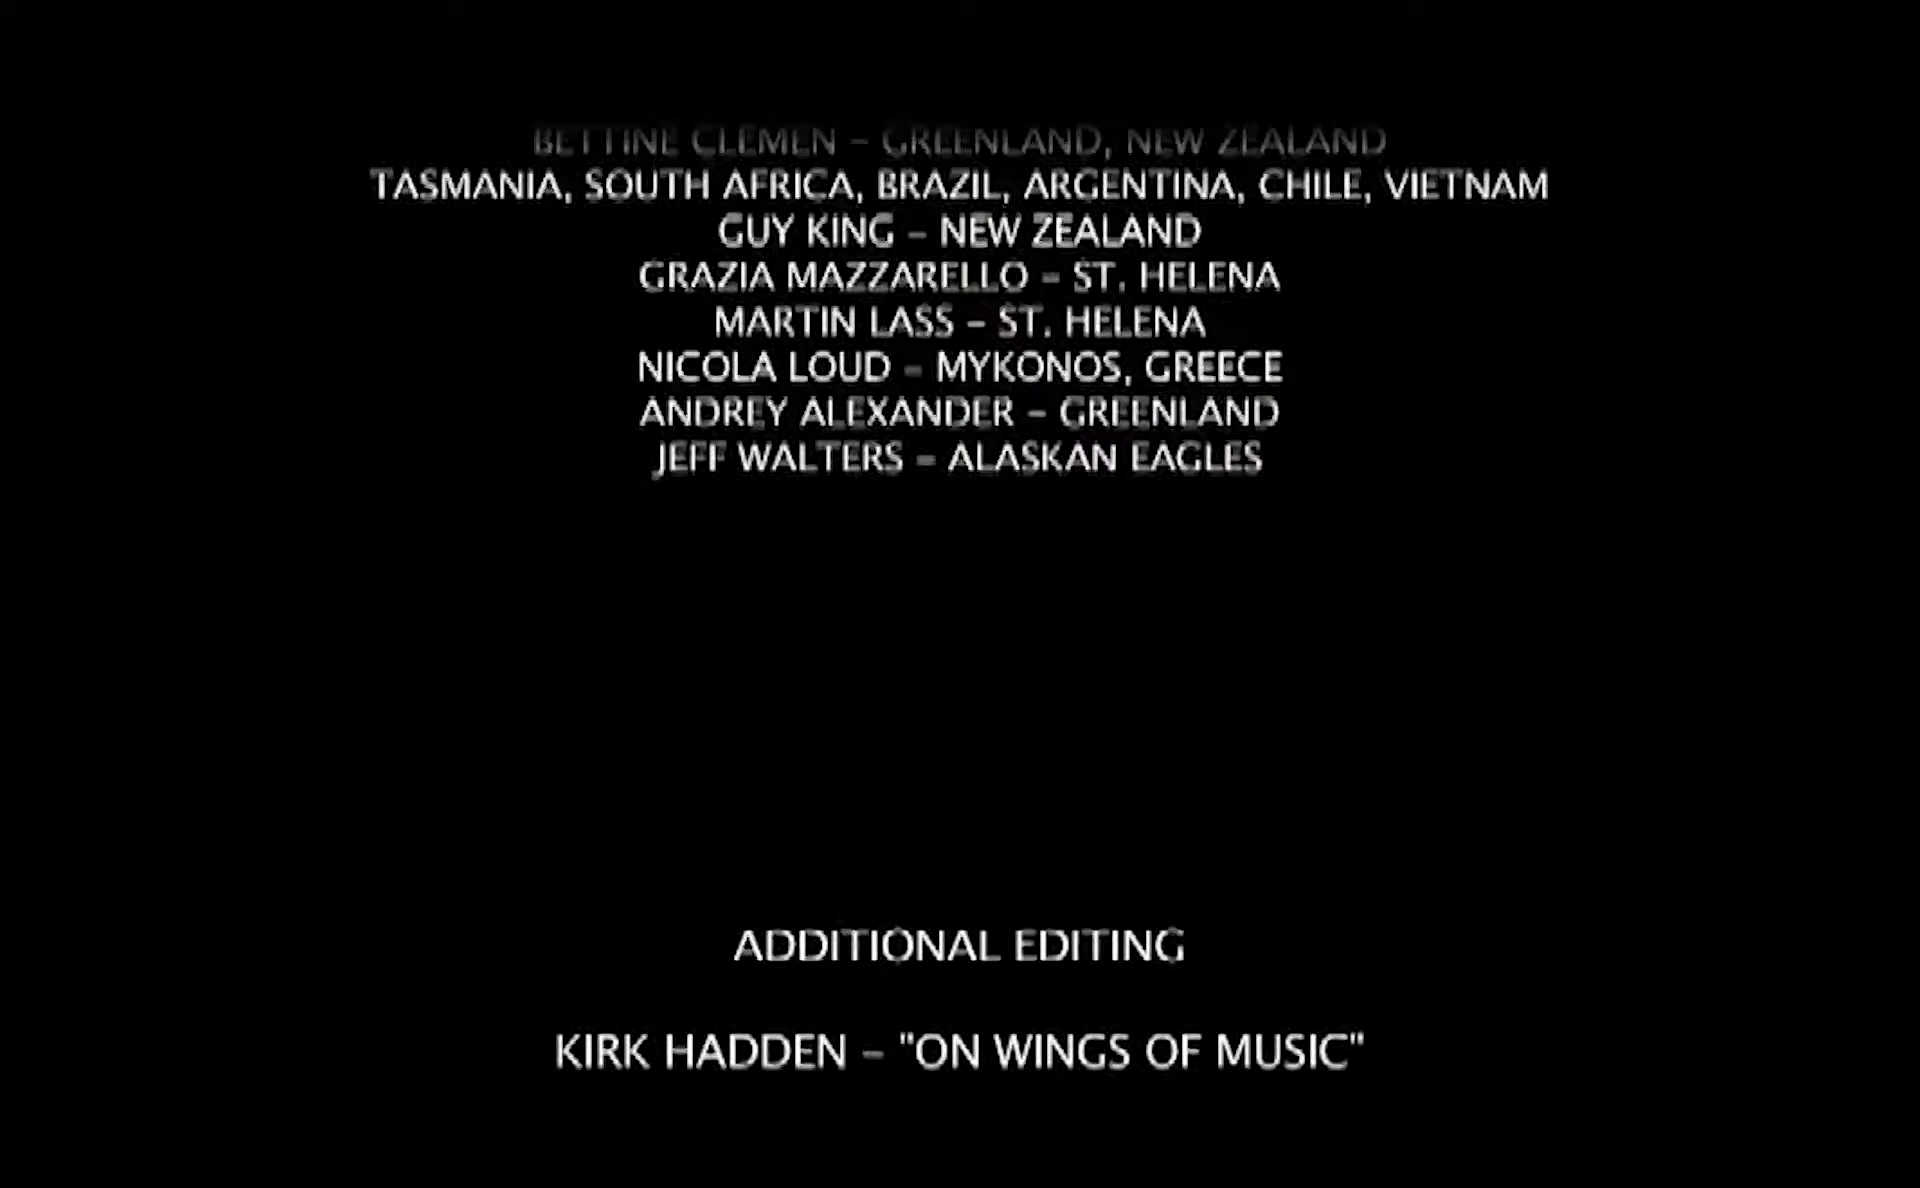 BETTINE CLEMEN – GREENLAND, NEW ZEALAND
TASMANIA, SOUTH AFRICA, BRAZIL, ARGENTINA, CHILE, VIETNAM
GUY KING – NEW ZEALAND
GRAZIA MAZZARELLO – ST. HELENA
MARTIN LASS – ST. HELENA
NICOLA LOUD – MYKONOS, GREECE
ANDREY ALEXANDER – GREENLAND
JEFF WALTERS – ALASKAN EAGLES
ADDITIONAL EDITING
KIRK HADDEN – "ON WINGS OF MUSIC"